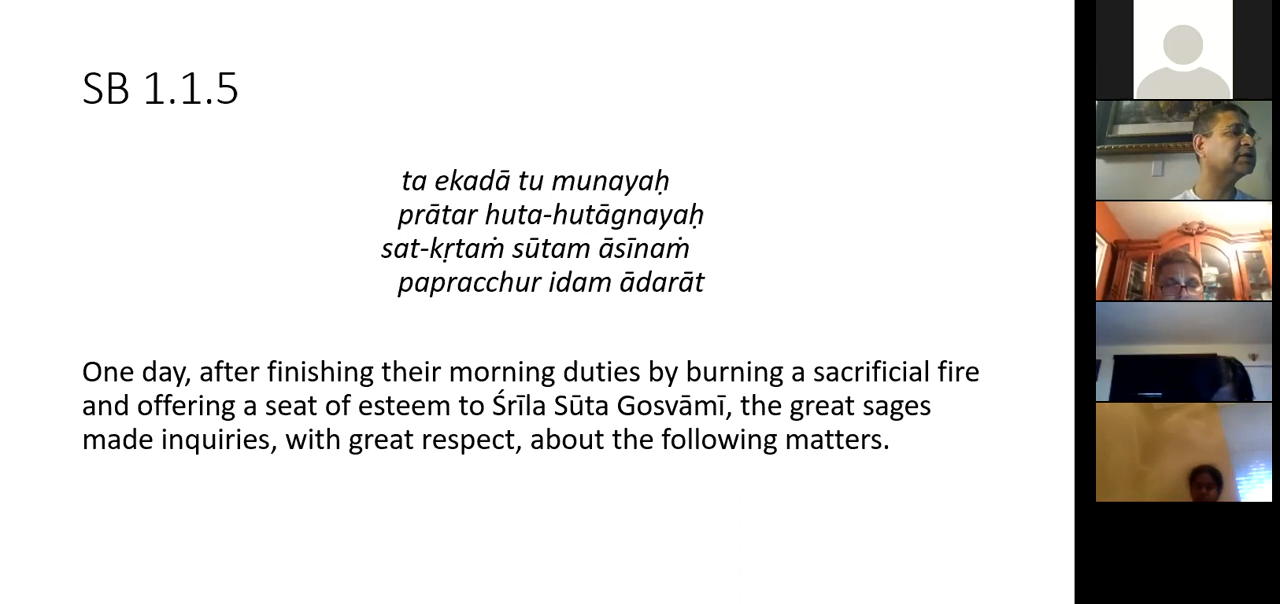 SB 1.1.5
ta ekadā tu munayaḥ
prātar huta-hutāgnayaḥ
sat-kṛtaṁ sūtam āsīnaṁ
papracchur idam ādarāt
One day, after finishing their morning duties by burning a sacrificial fire
and offering a seat of esteem to Śrīla Sūta Gosvāmī, the great sages
made inquiries, with great respect, about the following matters.